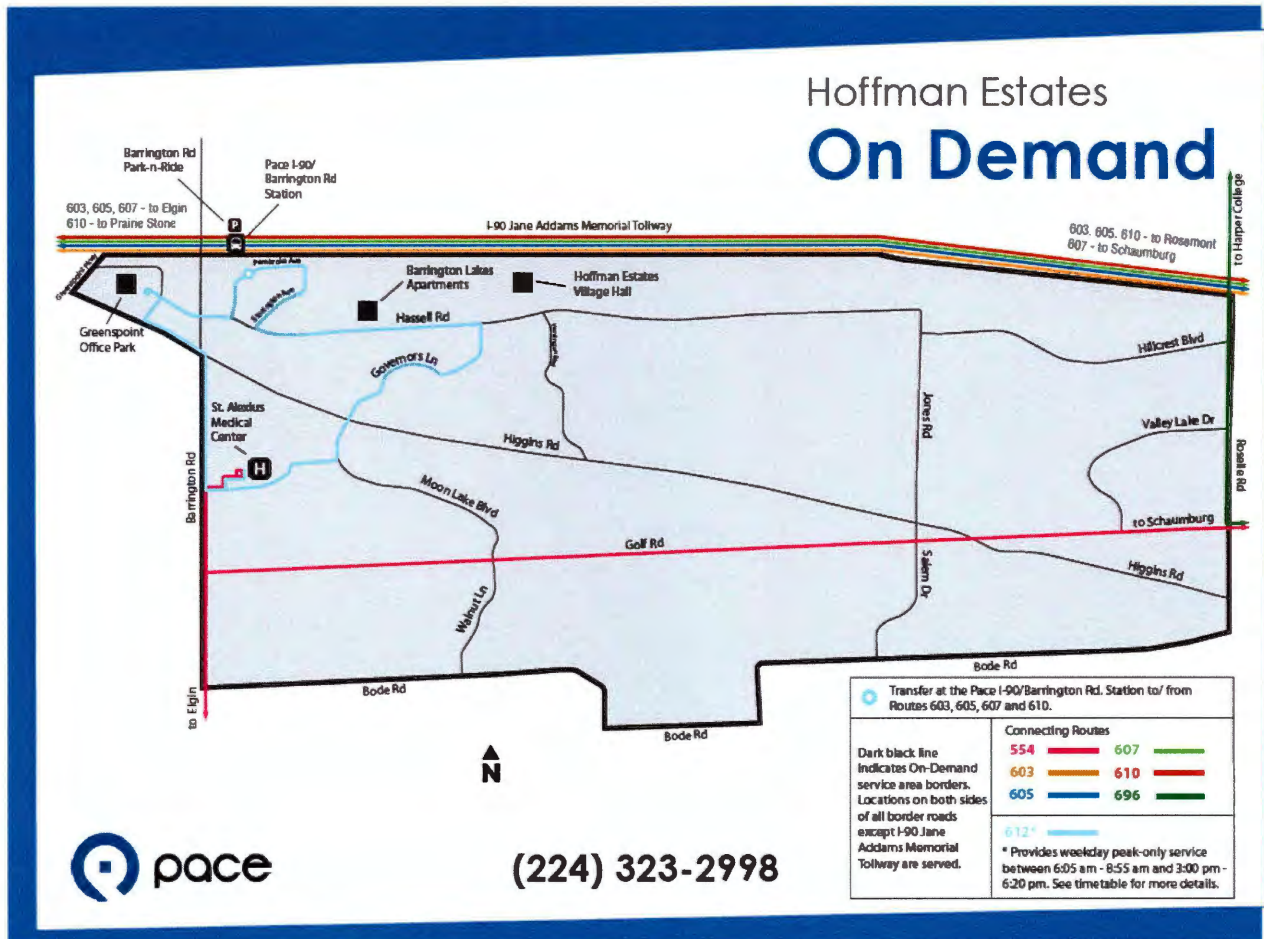 Hoffman Estates
On Demand
Barrington Rd
Park-n-Ride
Pace I-90/
Barrington Rd
Station
603, 605, 607 - to Elgin
610 - to Prairie Stone
P
I-90 Jane Addams Memorial Tollway
603, 605, 610 - to Rosemont
607 - to Schaumburg
to Harper College
Pembroke Ave
Greenspoint
Office Park
Barrington Lakes
Apartments
Hoffman Estates
Village Hall
Hassell Rd
Governors Ln
Hillcrest Blvd
Jones Rd
Valley Lake Dr
Roselle Rd
St. Alexius
Medical
Center
H
Barrington Rd
Higgins Rd
Moon Lake Blvd
to Schaumburg
Golf Rd
Salem Dr
Higgins Rd
Walnut Ln
Bode Rd
Bode Rd
Bode Rd
to Elgin
N
Transfer at the Pace I-90/Barrington Rd. Station to/ from
Routes 603, 605, 607 and 610.
Dark black line
indicates On-Demand
service area borders.
Locations on both sides
of all border roads
except I-90 Jane
Addams Memorial
Tollway are served.
Connecting Routes
554 607
603 610
605 696
612*
* Provides weekday peak-only service
between 6:05 am - 8:55 am and 3:00 pm -
6:20 pm. See timetable for more details.
pace
(224) 323-2998